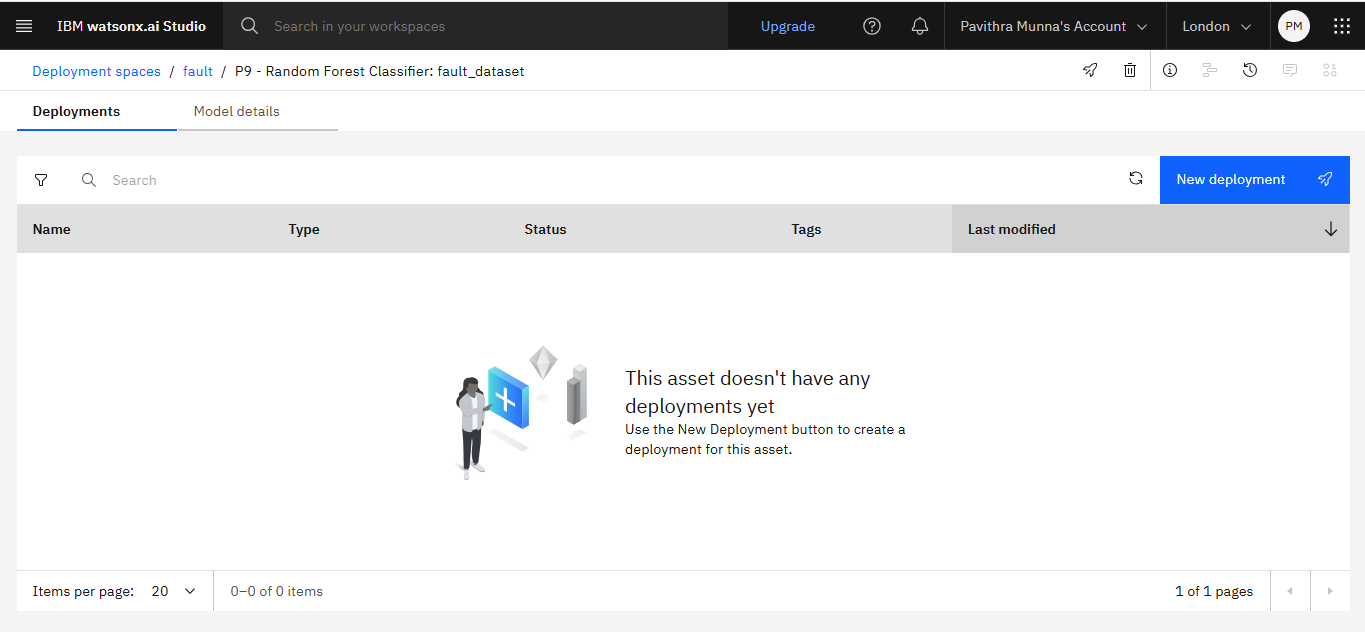 IBM watsonx.ai Studio Search in your workspaces Upgrade Pavithra Munna's Account London PM
Deployment spaces / fault / P9 - Random Forest Classifier: fault_dataset
Deployments Model details
Search New deployment
Name Type Status Tags Last modified
This asset doesn't have any
deployments yet
Use the New Deployment button to create a
deployment for this asset.
Items per page: 20 0–0 of 0 items 1 of 1 pages